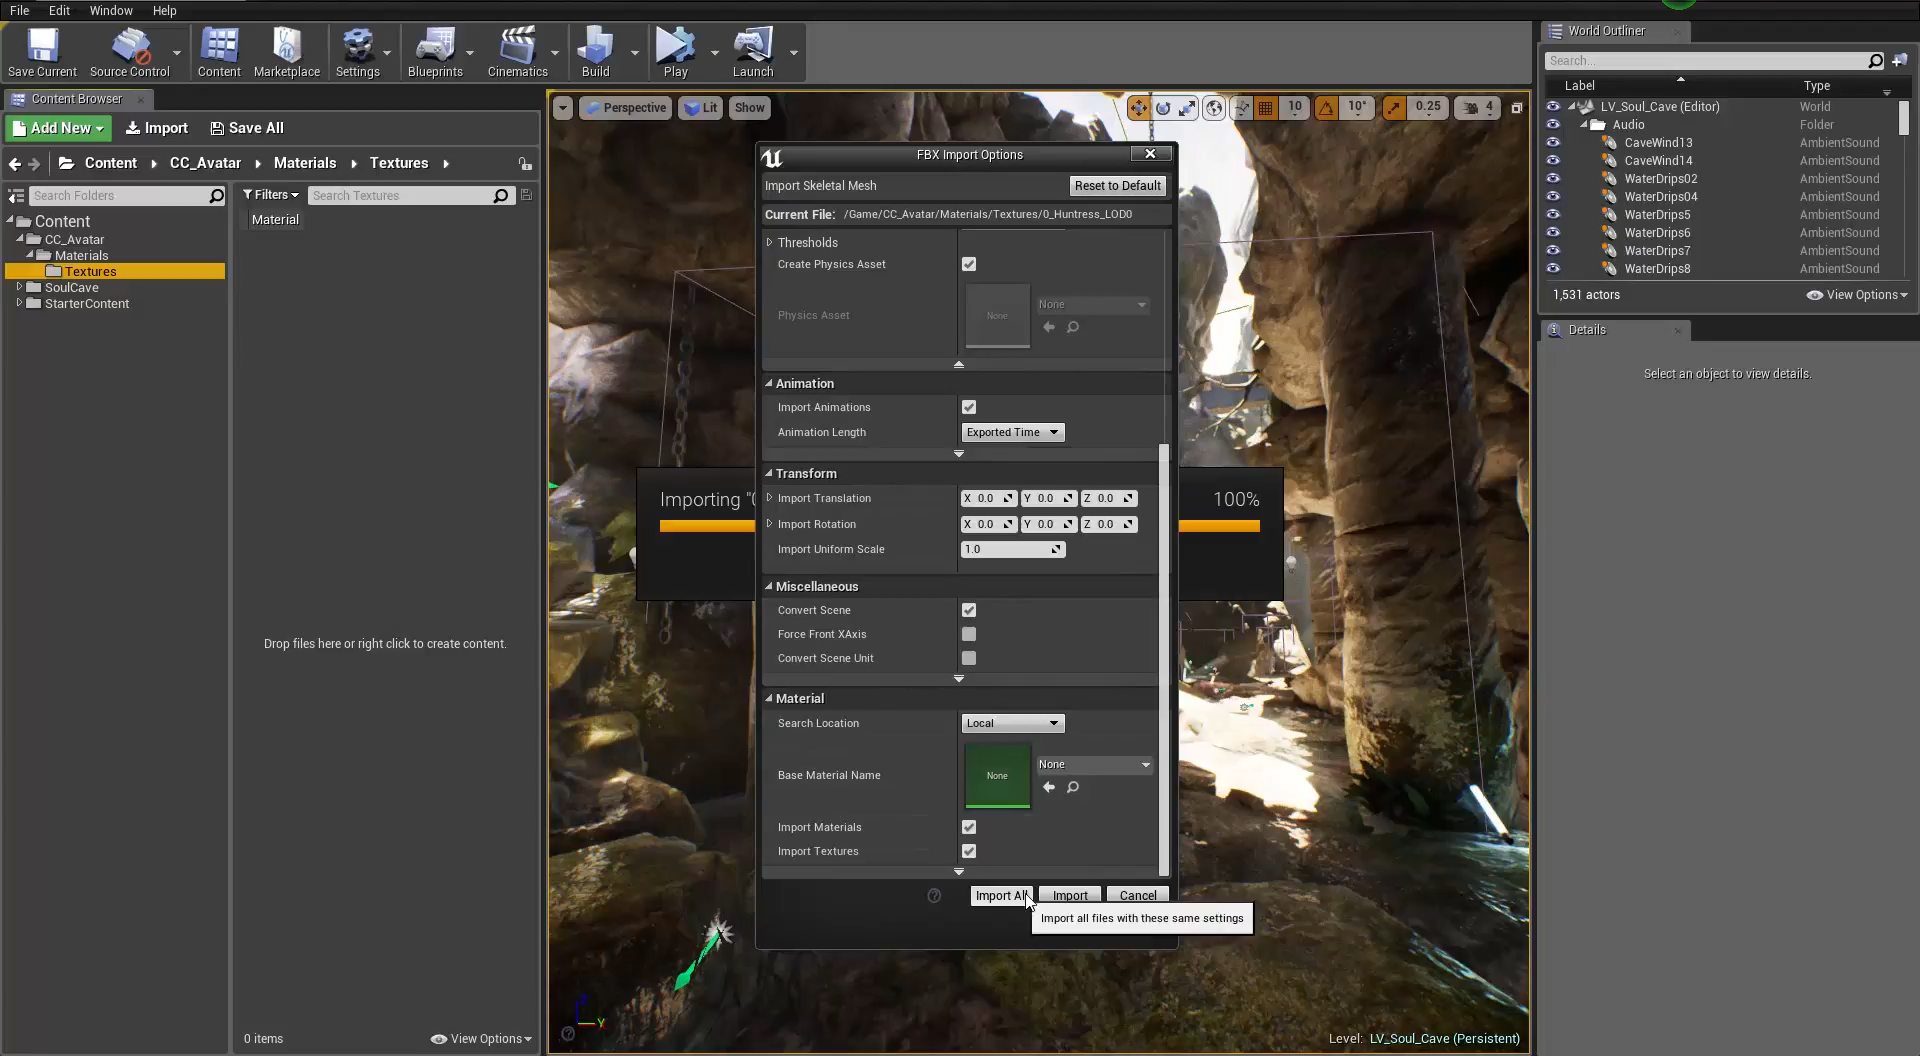 File Edit Window Help
Save Current Source Control Content Marketplace Settings Blueprints Cinematics Build Play Launch
Content Browser
Add New Import Save All
Content CC_Avatar Materials Textures
Search Folders
Filters Search Textures
Material
Content
CC_Avatar
Materials
Textures
SoulCave
StarterContent
Drop files here or right click to create content.
0 items View Options
Perspective Lit Show
10 10° 0.25 4
FBX Import Options
Import Skeletal Mesh Reset to Default
Current File: /Game/CC_Avatar/Materials/Textures/0_Huntress_LOD0
Thresholds
Create Physics Asset
Physics Asset None None
Animation
Import Animations
Animation Length Exported Time
Transform
Import Translation X 0.0 Y 0.0 Z 0.0
Import Rotation X 0.0 Y 0.0 Z 0.0
Import Uniform Scale 1.0
Miscellaneous
Convert Scene
Force Front XAxis
Convert Scene Unit
Material
Search Location Local
Base Material Name None None
Import Materials
Import Textures
Import All Import Cancel
Import all files with these same settings
Importing "0 100%
Z
Y
Level: LV_Soul_Cave (Persistent)
World Outliner
Search...
Label Type
LV_Soul_Cave (Editor) World
Audio Folder
CaveWind13 AmbientSound
CaveWind14 AmbientSound
WaterDrips02 AmbientSound
WaterDrips04 AmbientSound
WaterDrips5 AmbientSound
WaterDrips6 AmbientSound
WaterDrips7 AmbientSound
WaterDrips8 AmbientSound
1,531 actors View Options
Details
Select an object to view details.